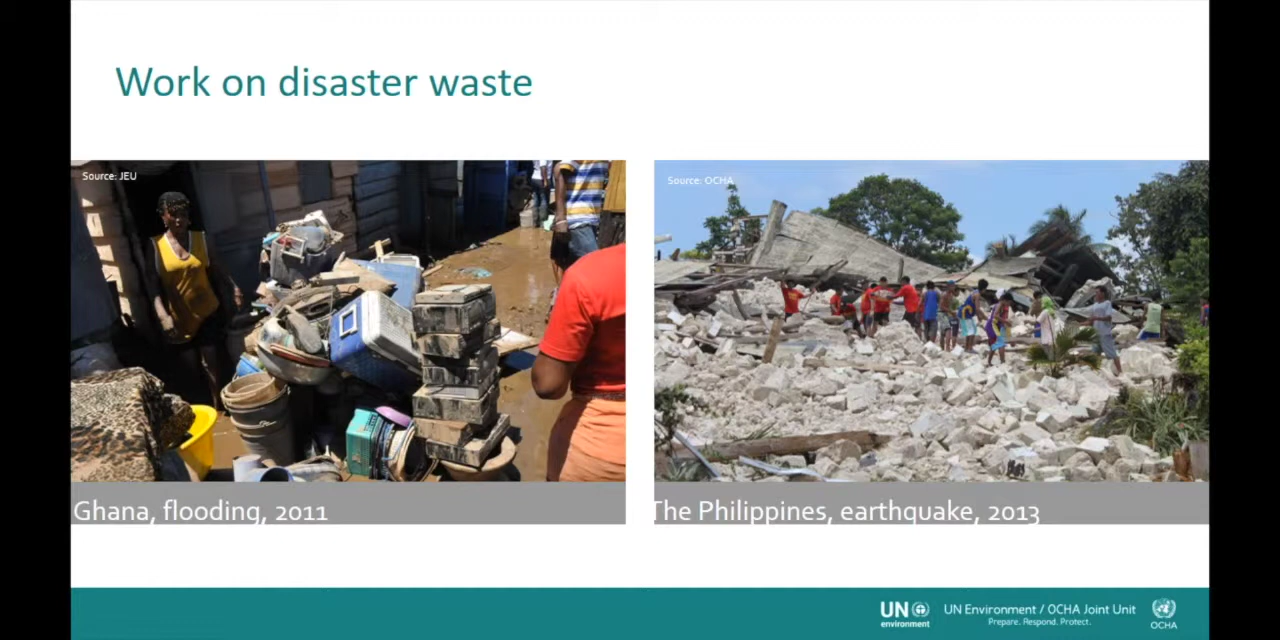 Work on disaster waste
Source: JEU
Source: OCHA
Ghana, flooding, 2011
The Philippines, earthquake, 2013
UN
environment
UN Environment / OCHA Joint Unit
Prepare. Respond. Protect.
OCHA